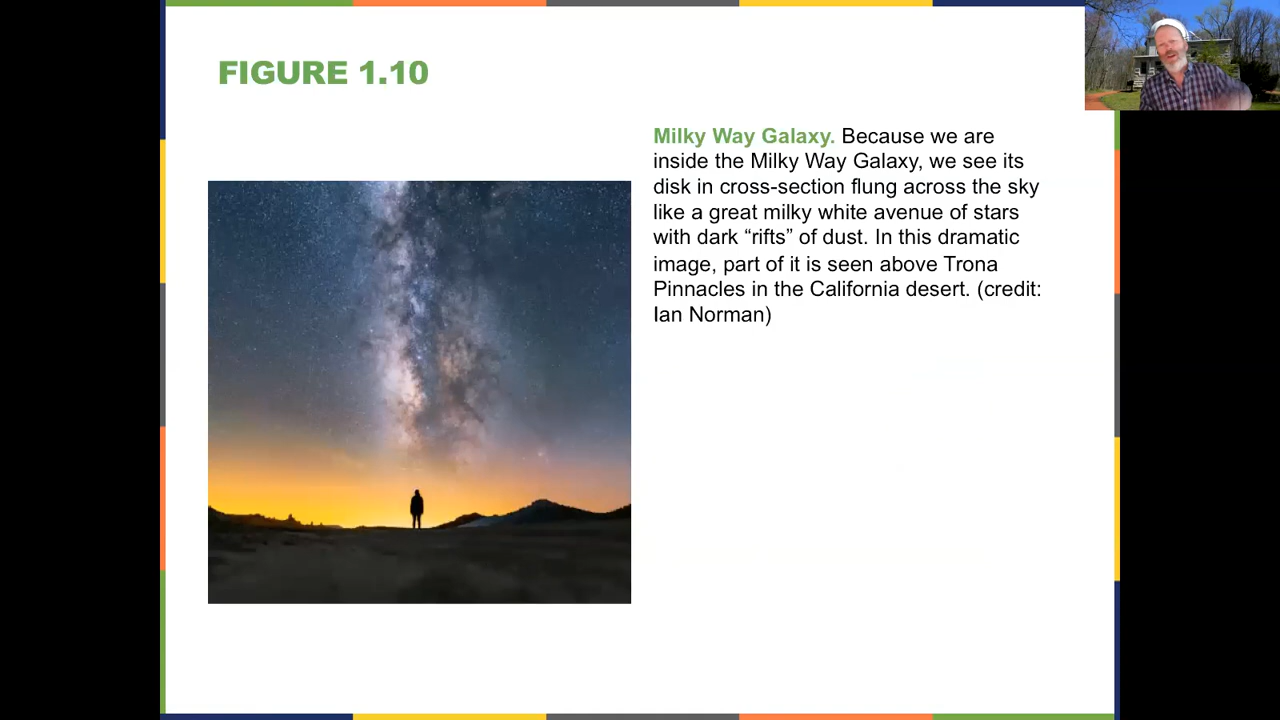 FIGURE 1.10
Milky Way Galaxy. Because we are
inside the Milky Way Galaxy, we see its
disk in cross-section flung across the sky
like a great milky white avenue of stars
with dark “rifts” of dust. In this dramatic
image, part of it is seen above Trona
Pinnacles in the California desert. (credit:
Ian Norman)